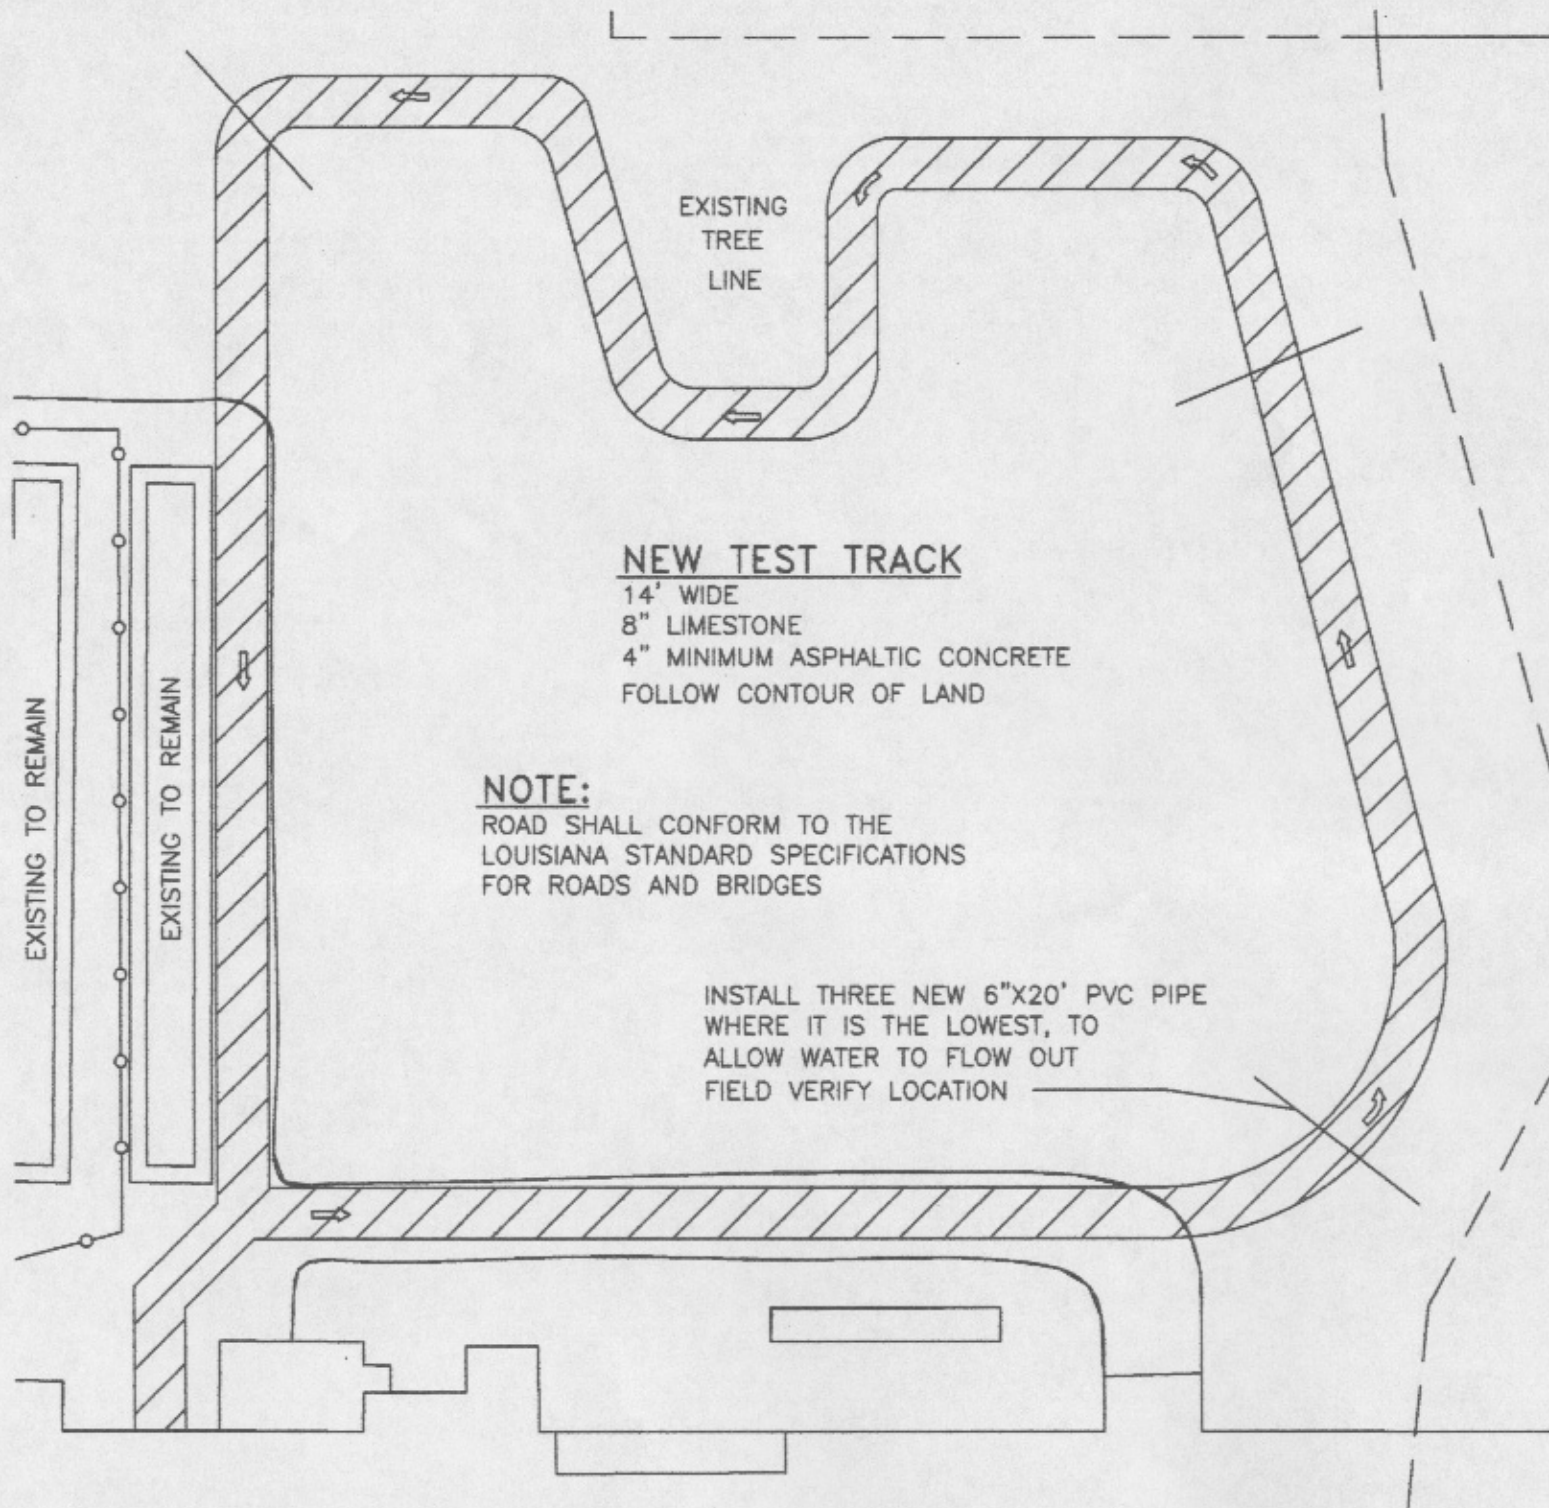 EXISTING
TREE
LINE
NEW TEST TRACK
14' WIDE
8" LIMESTONE
4" MINIMUM ASPHALTIC CONCRETE
FOLLOW CONTOUR OF LAND
EXISTING TO REMAIN
EXISTING TO REMAIN
NOTE:
ROAD SHALL CONFORM TO THE
LOUISIANA STANDARD SPECIFICATIONS
FOR ROADS AND BRIDGES
INSTALL THREE NEW 6"X20' PVC PIPE
WHERE IT IS THE LOWEST, TO
ALLOW WATER TO FLOW OUT
FIELD VERIFY LOCATION